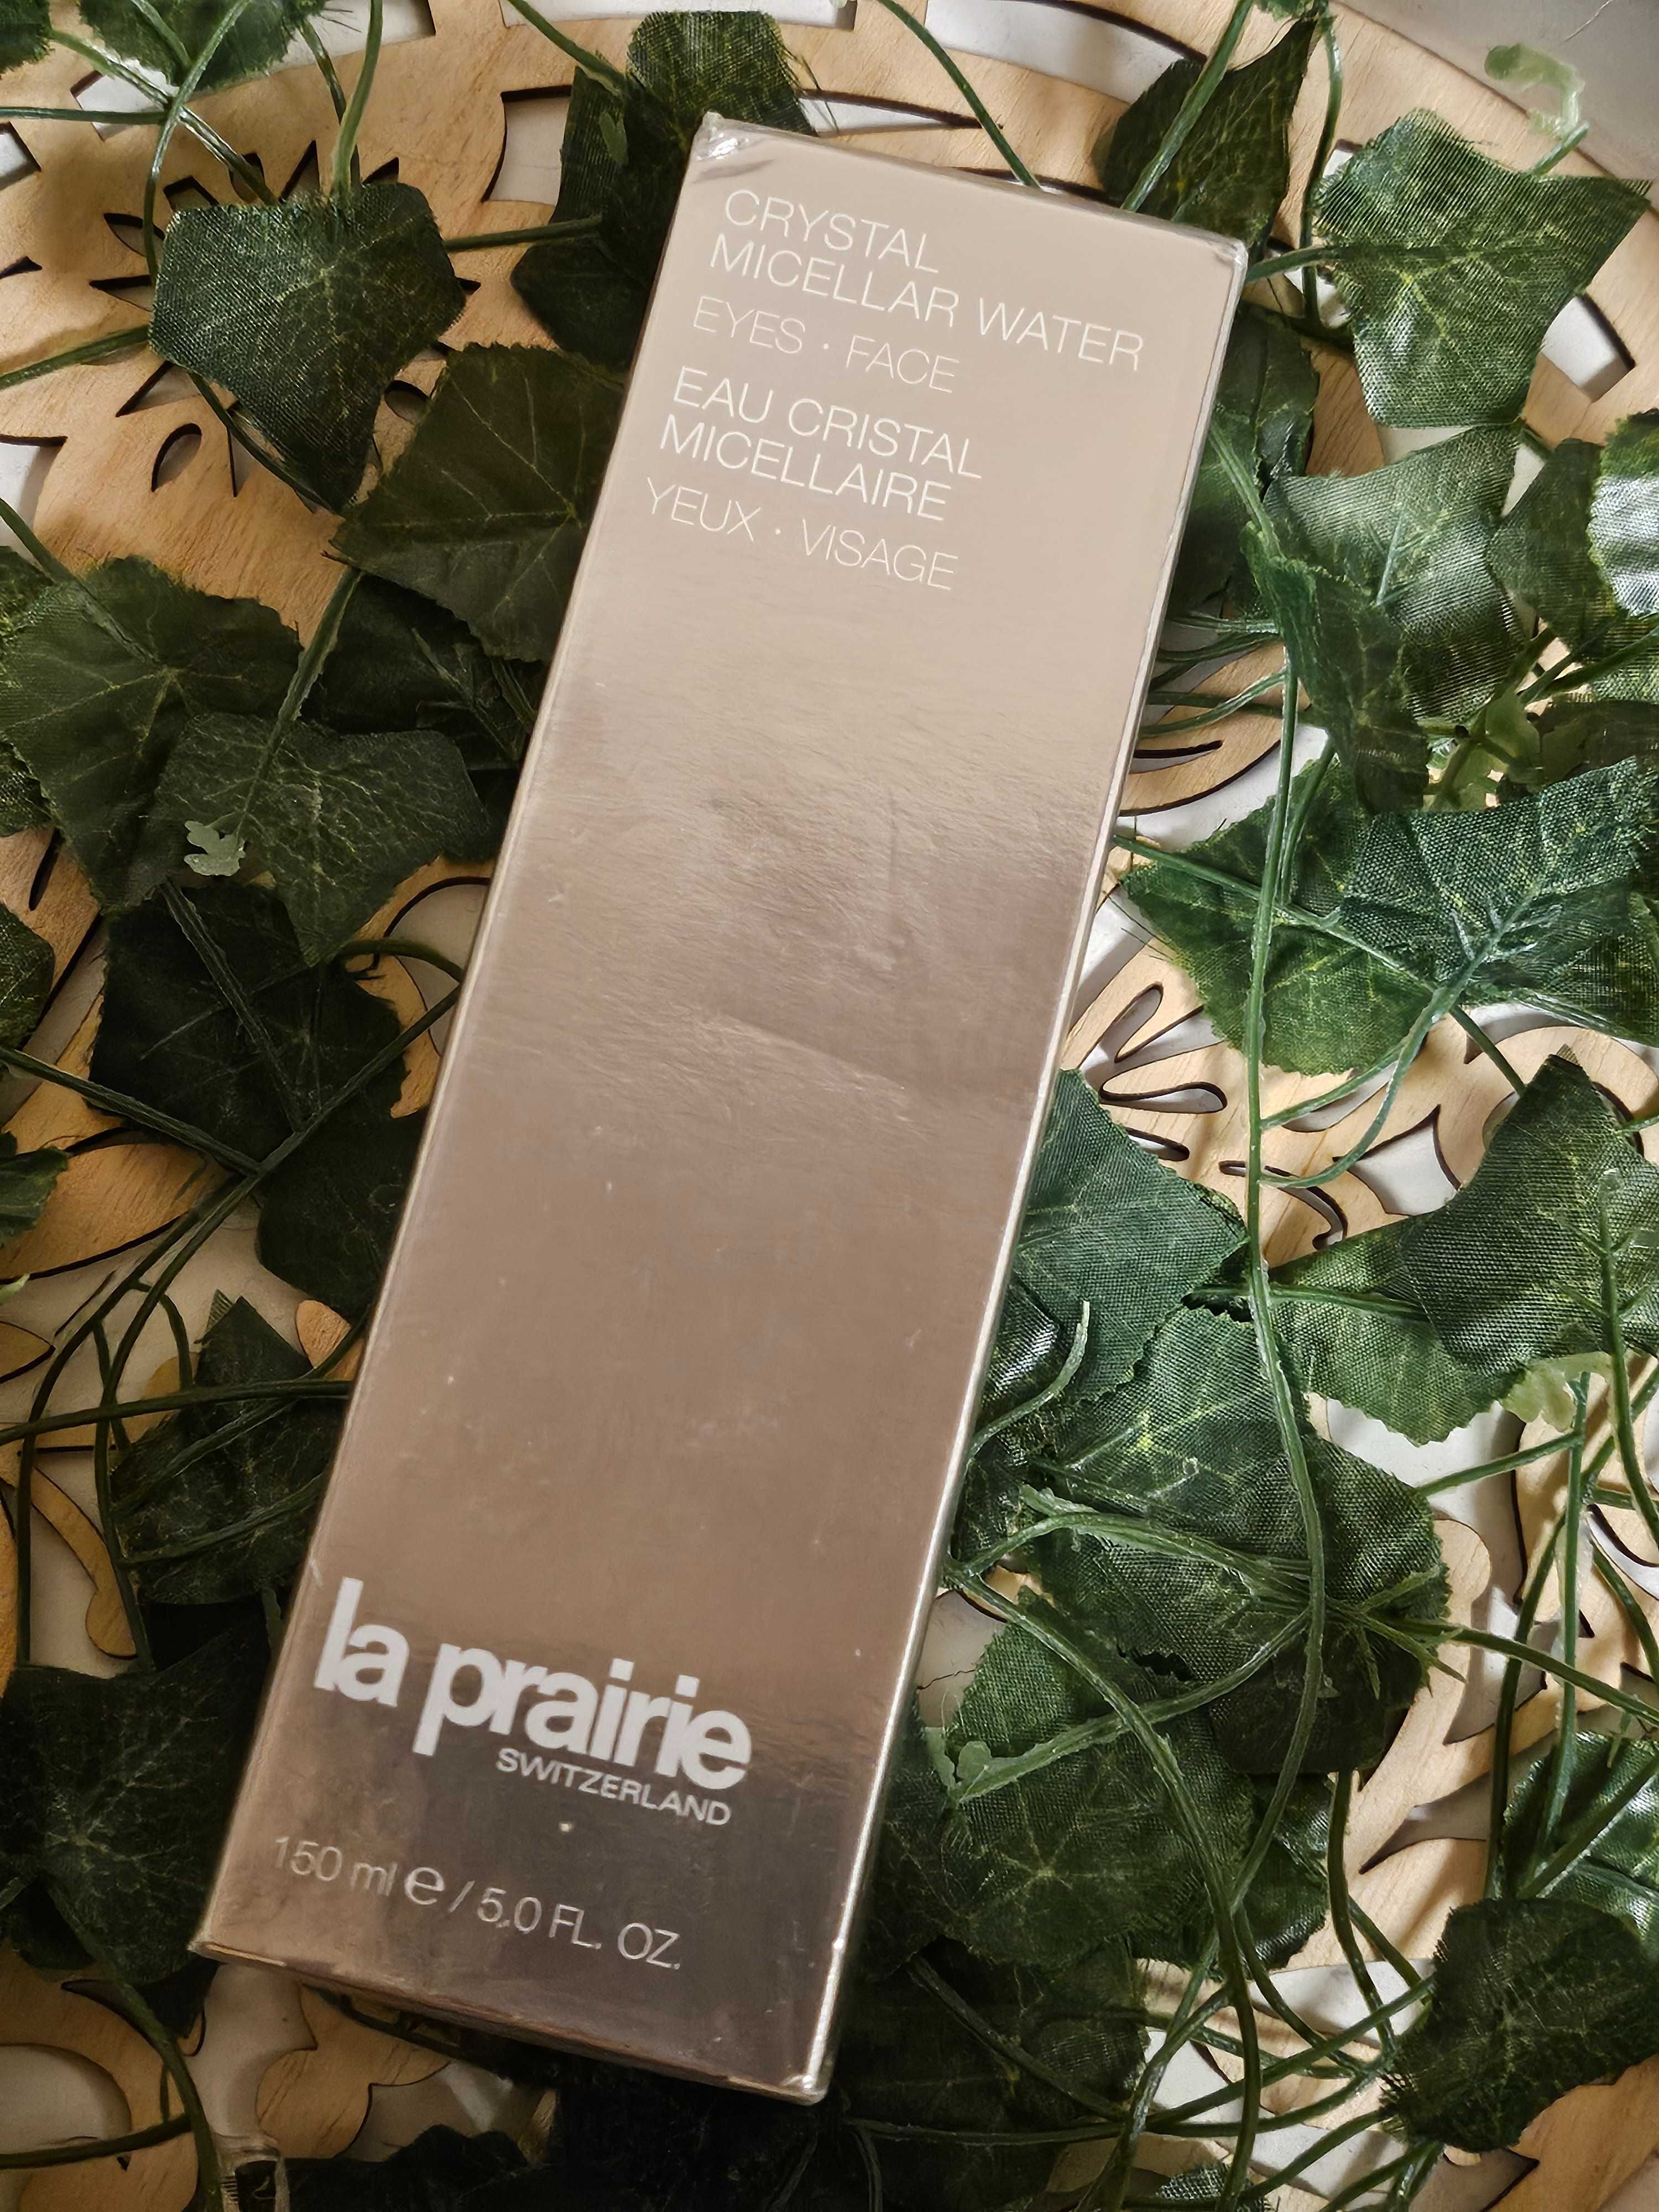 CRYSTAL
MICELLAR WATER
EYES · FACE
EAU CRISTAL
MICELLAIRE
YEUX · VISAGE
la prairie
SWITZERLAND
150 ml ℮ / 5.0 FL. OZ.